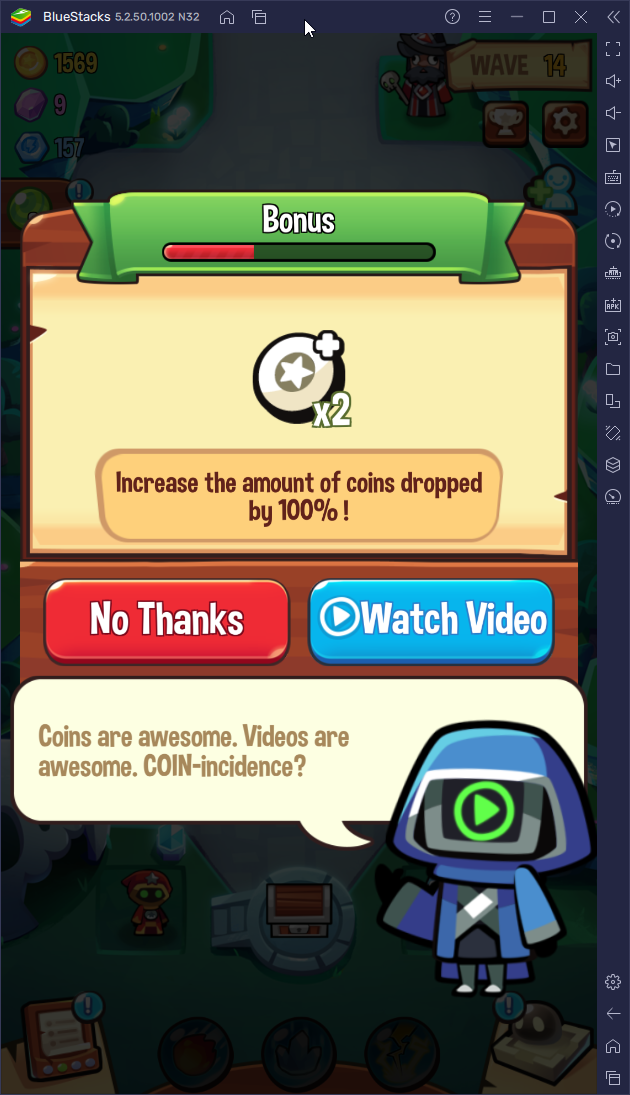 BlueStacks 5.2.50.1002 N32
1569
WAVE 14
9
157
Bonus
x2
Increase the amount of coins dropped
by 100% !
No Thanks
Watch Video
Coins are awesome. Videos are
awesome. COIN-incidence?